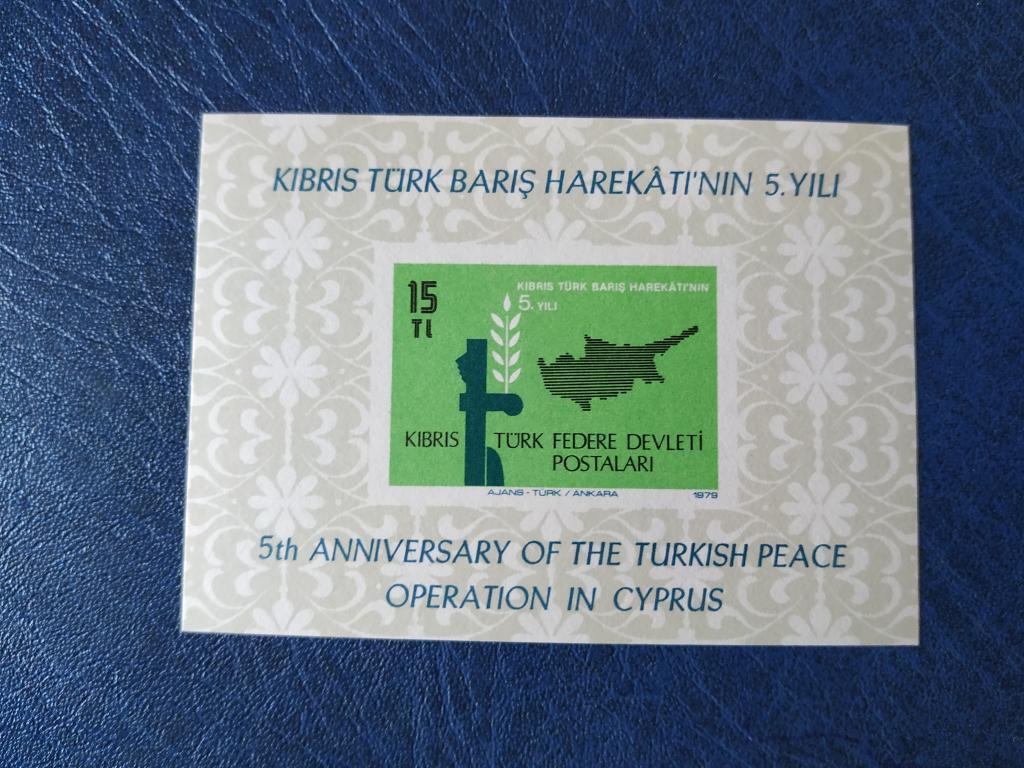 KIBRIS TÜRK BARIŞ HAREKÂTI'NIN 5.YILI
15
TL
KIBRIS TÜRK BARIŞ HAREKÂTI'NIN
5. YILI
KIBRIS TÜRK FEDERE DEVLETİ
POSTALARI
AJANS-TÜRK / ANKARA 1979
5th ANNIVERSARY OF THE TURKISH PEACE
OPERATION IN CYPRUS